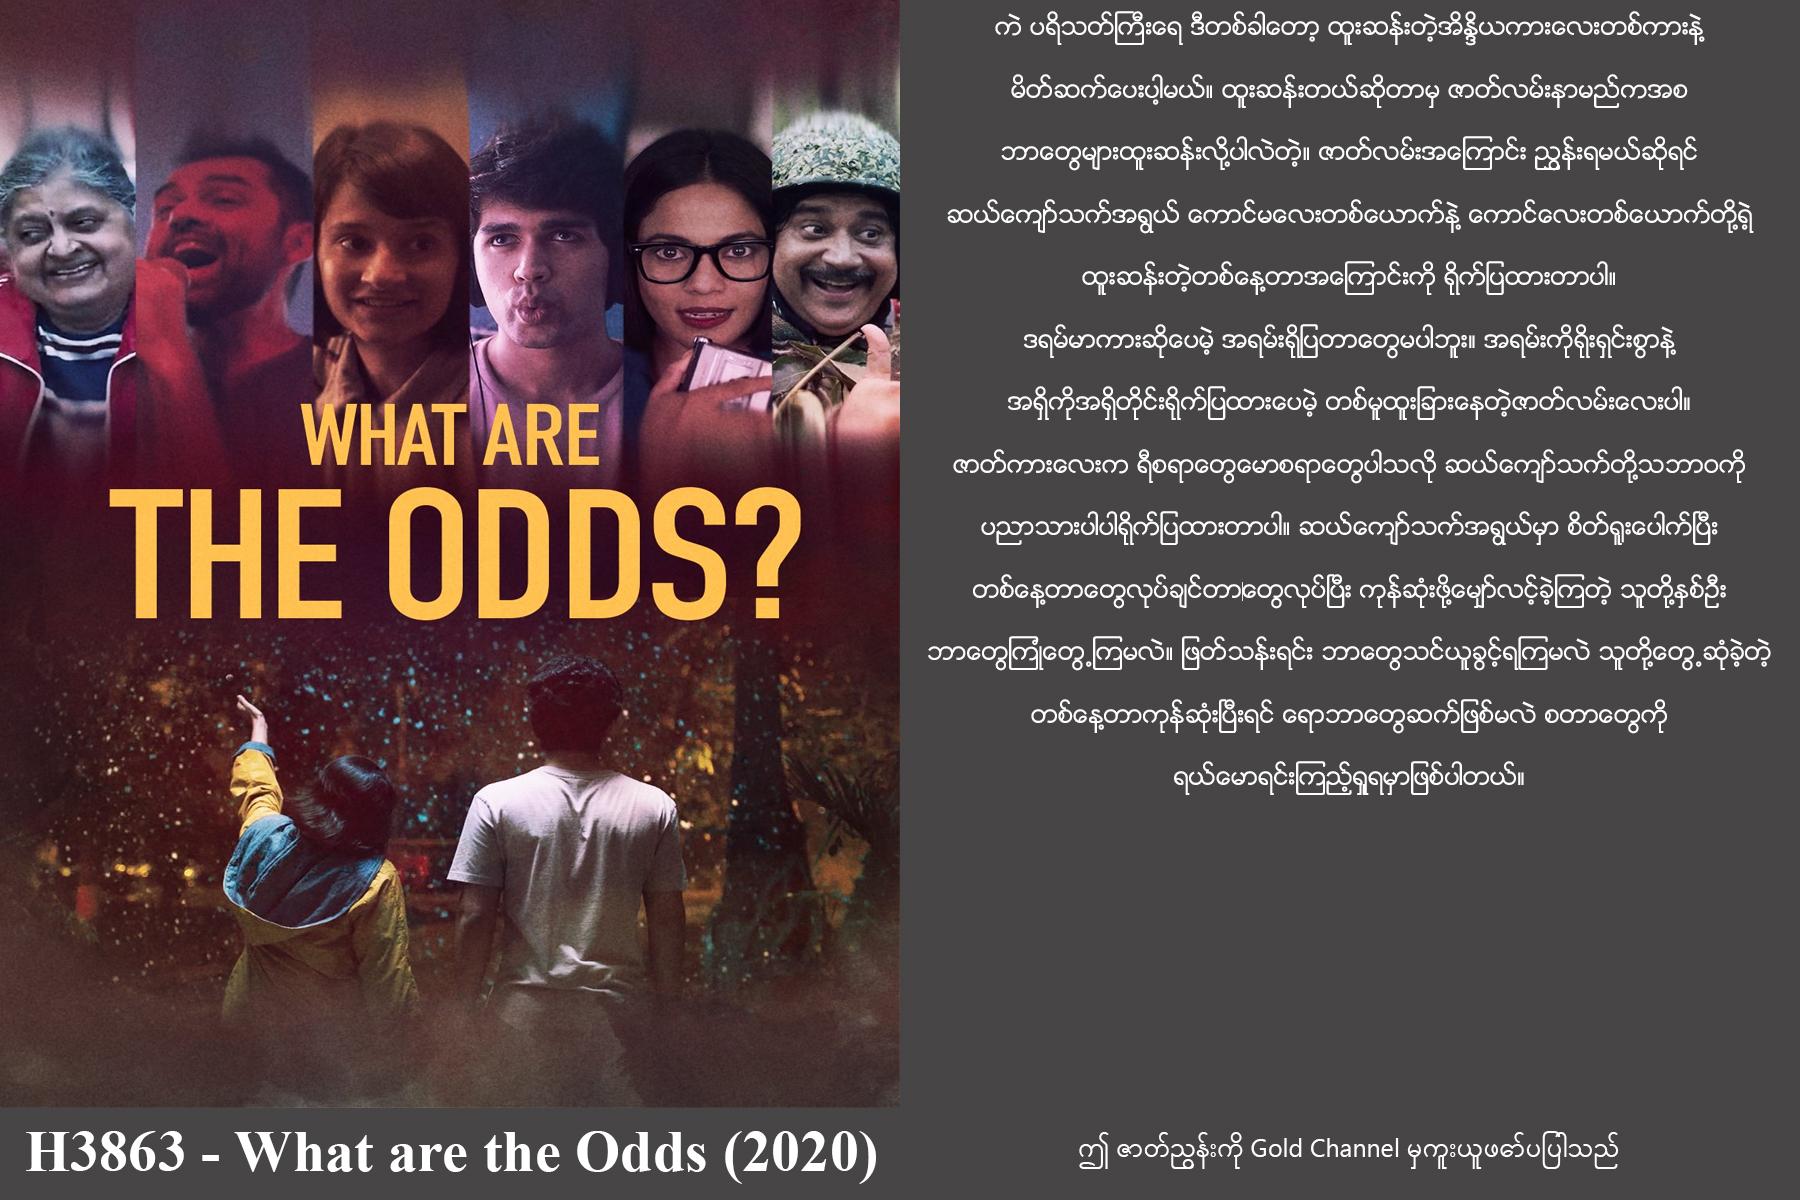 WHAT ARE
THE ODDS?
H3863 - What are the Odds (2020)
ကဲ ပရိသတ်ကြီးရေ ဒီတစ်ခါတော့ ထူးဆန်းတဲ့အိန္ဒိယကားလေးတစ်ကားနဲ့
မိတ်ဆက်ပေးပါ့မယ်။ ထူးဆန်းတယ်ဆိုတာမှ ဇာတ်လမ်းနာမည်ကအစ
ဘာတွေများထူးဆန်းလို့ပါလဲတဲ့။ ဇာတ်လမ်းအကြောင်း ညွှန်းရမယ်ဆိုရင်
ဆယ်ကျော်သက်အရွယ် ကောင်မလေးတစ်ယောက်နဲ့ ကောင်လေးတစ်ယောက်တို့ရဲ့
ထူးဆန်းတဲ့တစ်နေ့တာအကြောင်းကို ရိုက်ပြထားတာပါ။
ဒရမ်မာကားဆိုပေမဲ့ အရမ်းရိုပြတာတွေမပါဘူး။ အရမ်းကိုရိုးရှင်းစွာနဲ့
အရှိကိုအရှိတိုင်းရိုက်ပြထားပေမဲ့ တစ်မူထူးခြားနေတဲ့ဇာတ်လမ်းလေးပါ။
ဇာတ်ကားလေးက ရီစရာတွေမောစရာတွေပါသလို ဆယ်ကျော်သက်တို့သဘာဝကို
ပညာသားပါပါရိုက်ပြထားတာပါ။ ဆယ်ကျော်သက်အရွယ်မှာ စိတ်ရူးပေါက်ပြီး
တစ်နေ့တာတွေလုပ်ချင်တာတွေလုပ်ပြီး ကုန်ဆုံးဖို့မျှော်လင့်ခဲ့ကြတဲ့ သူတို့နှစ်ဦး
ဘာတွေကြုံတွေ့ကြမလဲ။ ဖြတ်သန်းရင်း ဘာတွေသင်ယူခွင့်ရကြမလဲ သူတို့တွေ့ဆုံခဲ့တဲ့
တစ်နေ့တာကုန်ဆုံးပြီးရင် ရောဘာတွေဆက်ဖြစ်မလဲ စတာတွေကို
ရယ်မောရင်းကြည့်ရှုရမှာဖြစ်ပါတယ်။
ဤ ဇာတ်ညွှန်းကို Gold Channel မှကူးယူဖော်ပပြါသည်